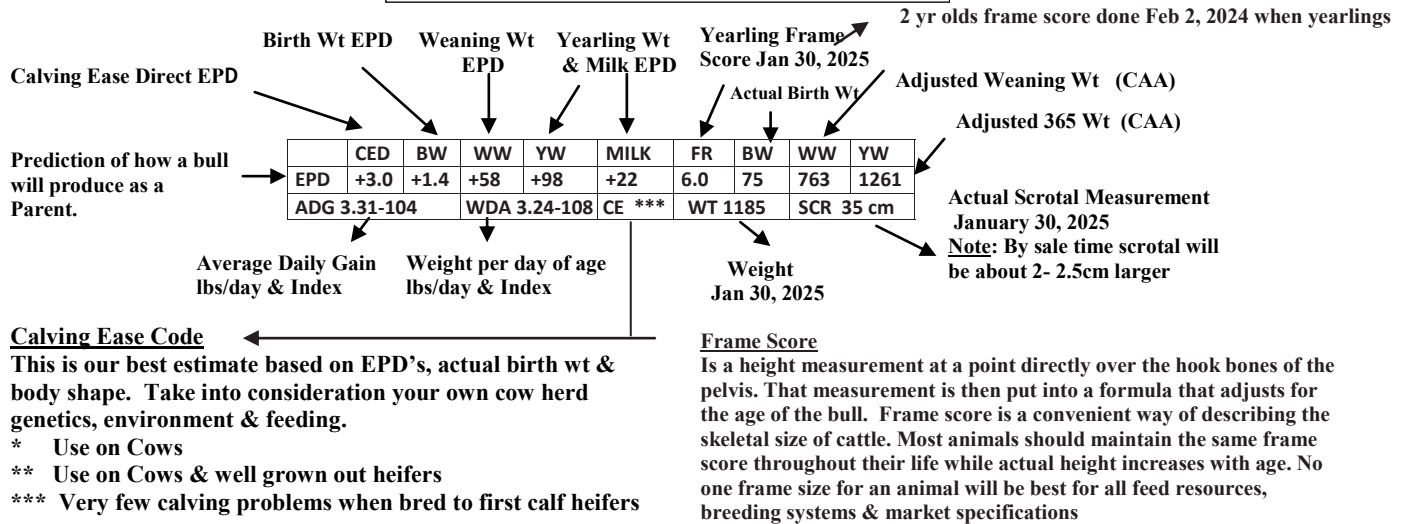 2 yr olds frame score done Feb 2, 2024 when yearlings
Birth Wt EPD
Weaning Wt
EPD
Yearling Wt
& Milk EPD
Yearling Frame
Score Jan 30, 2025
Calving Ease Direct EPD
Actual Birth Wt
Adjusted Weaning Wt (CAA)
Adjusted 365 Wt (CAA)
Prediction of how a bull
will produce as a
Parent.
CED BW WW YW MILK FR BW WW YW
EPD +3.0 +1.4 +58 +98 +22 6.0 75 763 1261
ADG 3.31-104 WDA 3.24-108 CE *** WT 1185 SCR 35 cm
Actual Scrotal Measurement
January 30, 2025
Note: By sale time scrotal will
be about 2- 2.5cm larger
Average Daily Gain
lbs/day & Index
Weight per day of age
lbs/day & Index
Weight
Jan 30, 2025
Calving Ease Code
This is our best estimate based on EPD's, actual birth wt &
body shape. Take into consideration your own cow herd
genetics, environment & feeding.
* Use on Cows
** Use on Cows & well grown out heifers
*** Very few calving problems when bred to first calf heifers
Frame Score
Is a height measurement at a point directly over the hook bones of the
pelvis. That measurement is then put into a formula that adjusts for
the age of the bull. Frame score is a convenient way of describing the
skeletal size of cattle. Most animals should maintain the same frame
score throughout their life while actual height increases with age. No
one frame size for an animal will be best for all feed resources,
breeding systems & market specifications